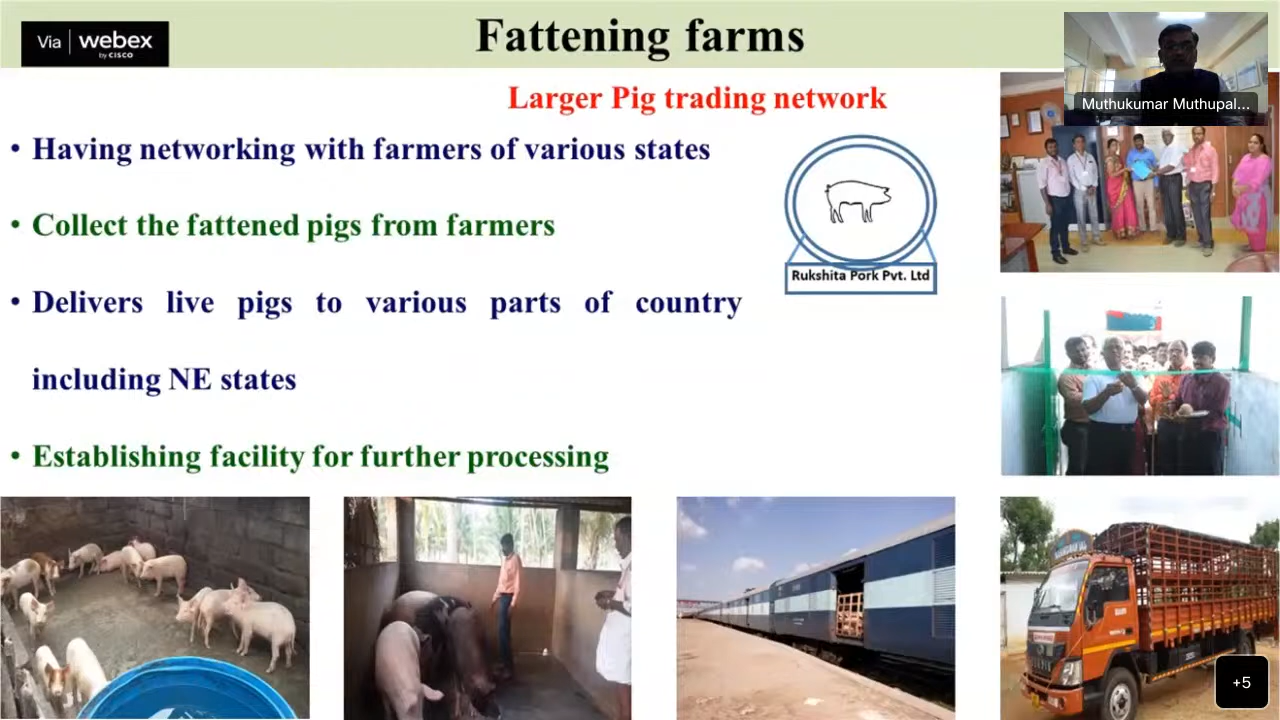 Via webex
by CISCO
Fattening farms
Muthukumar Muthupal...
Larger Pig trading network
• Having networking with farmers of various states
• Collect the fattened pigs from farmers
• Delivers live pigs to various parts of country
including NE states
• Establishing facility for further processing
Rukshita Pork Pvt. Ltd
+5